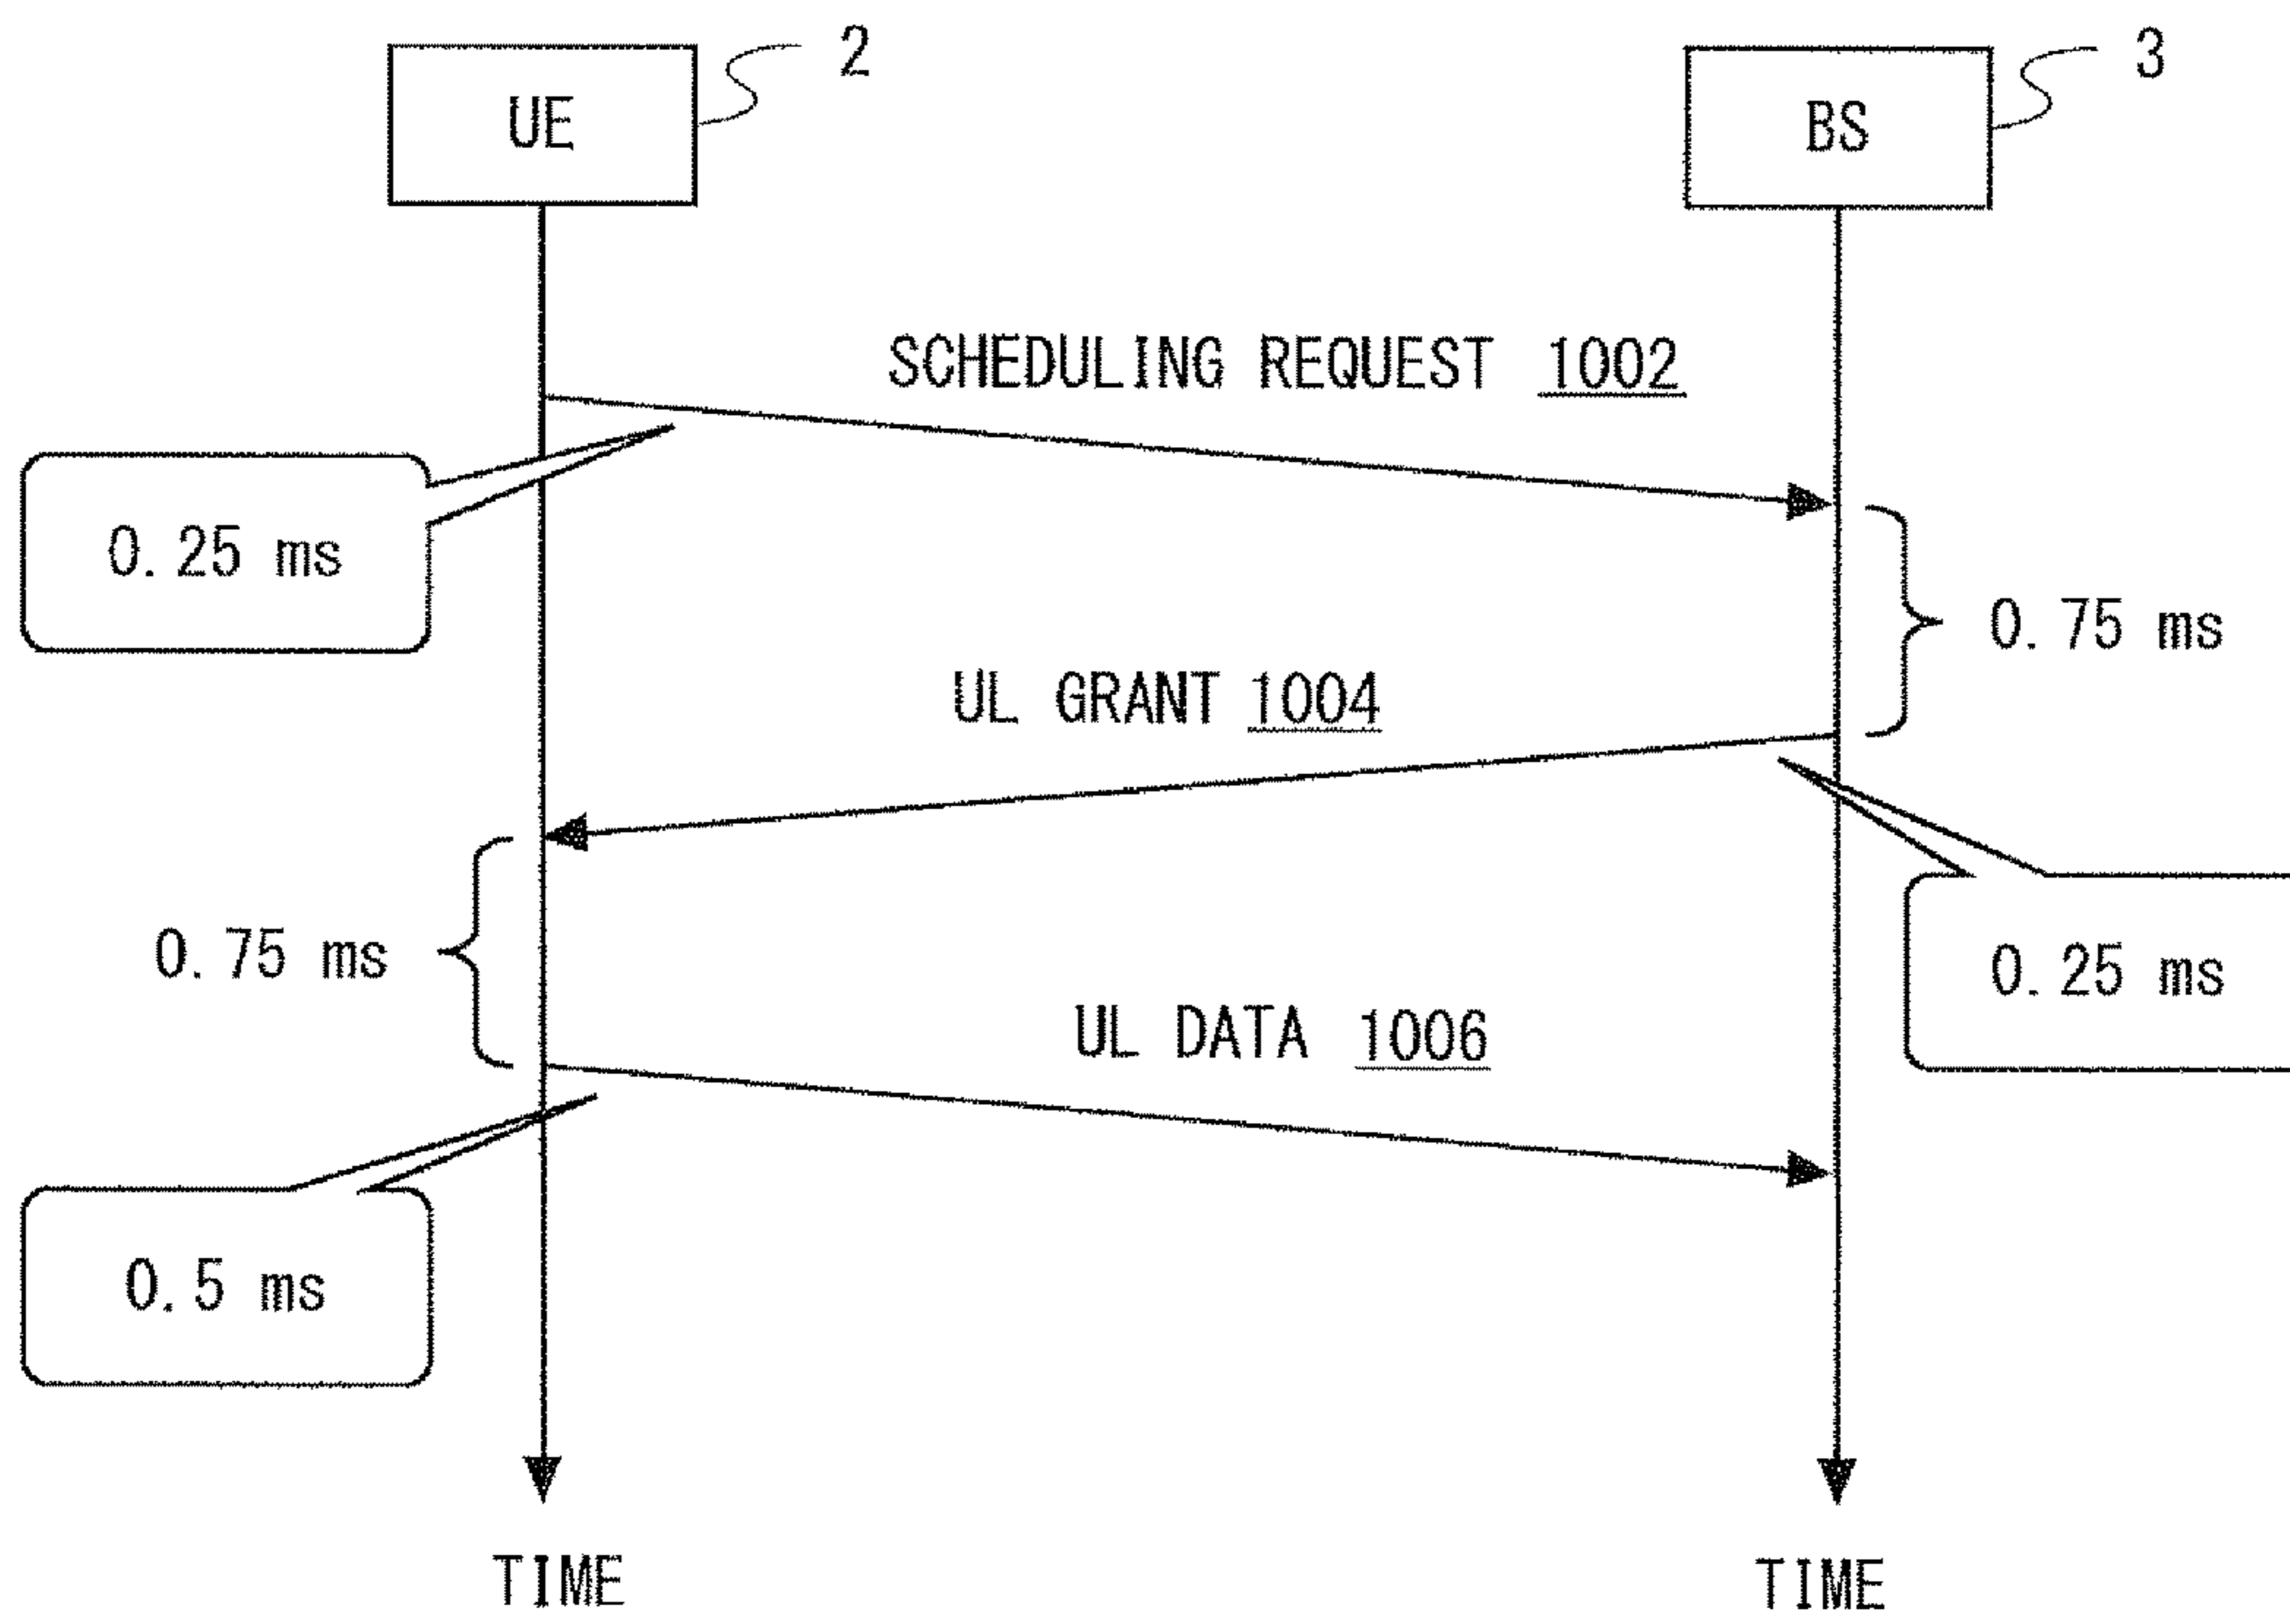 UE 2
BS 3
SCHEDULING REQUEST 1002
0.25 ms
0.75 ms
UL GRANT 1004
0.75 ms
0.25 ms
UL DATA 1006
0.5 ms
TIME
TIME